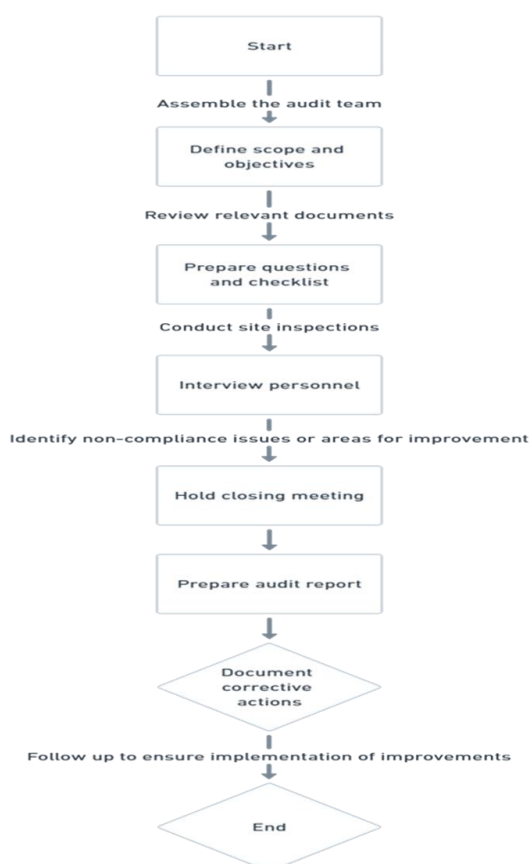 Start
Assemble the audit team
Define scope and
objectives
Review relevant documents
Prepare questions
and checklist
Conduct site inspections
Interview personnel
Identify non-compliance issues or areas for improvement
Hold closing meeting
Prepare audit report
Document
corrective
actions
Follow up to ensure implementation of improvements
End